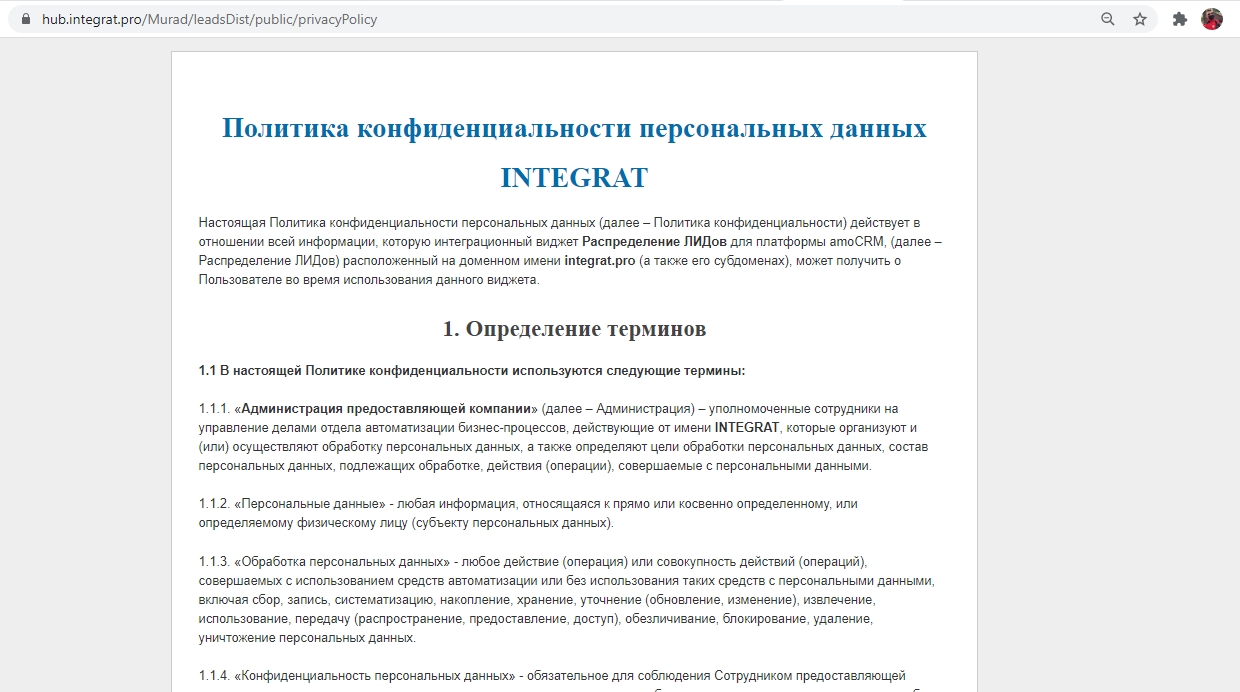 hub.integrat.pro/Murad/leadsDist/public/privacyPolicy
Политика конфиденциальности персональных данных
INTEGRAT
Настоящая Политика конфиденциальности персональных данных (далее – Политика конфиденциальности) действует в
отношении всей информации, которую интеграционный виджет Распределение ЛИДов для платформы amoCRM, (далее –
Распределение ЛИДов) расположенный на доменном имени integrat.pro (а также его субдоменах), может получить о
Пользователе во время использования данного виджета.
1. Определение терминов
1.1 В настоящей Политике конфиденциальности используются следующие термины:
1.1.1. «Администрация предоставляющей компании» (далее – Администрация) – уполномоченные сотрудники на
управление делами отдела автоматизации бизнес-процессов, действующие от имени INTEGRAT, которые организуют и
(или) осуществляют обработку персональных данных, а также определяют цели обработки персональных данных, состав
персональных данных, подлежащих обработке, действия (операции), совершаемые с персональными данными.
1.1.2. «Персональные данные» - любая информация, относящаяся к прямо или косвенно определенному, или
определяемому физическому лицу (субъекту персональных данных).
1.1.3. «Обработка персональных данных» - любое действие (операция) или совокупность действий (операций),
совершаемых с использованием средств автоматизации или без использования таких средств с персональными данными,
включая сбор, запись, систематизацию, накопление, хранение, уточнение (обновление, изменение), извлечение,
использование, передачу (распространение, предоставление, доступ), обезличивание, блокирование, удаление,
уничтожение персональных данных.
1.1.4. «Конфиденциальность персональных данных» - обязательное для соблюдения Сотрудником предоставляющей